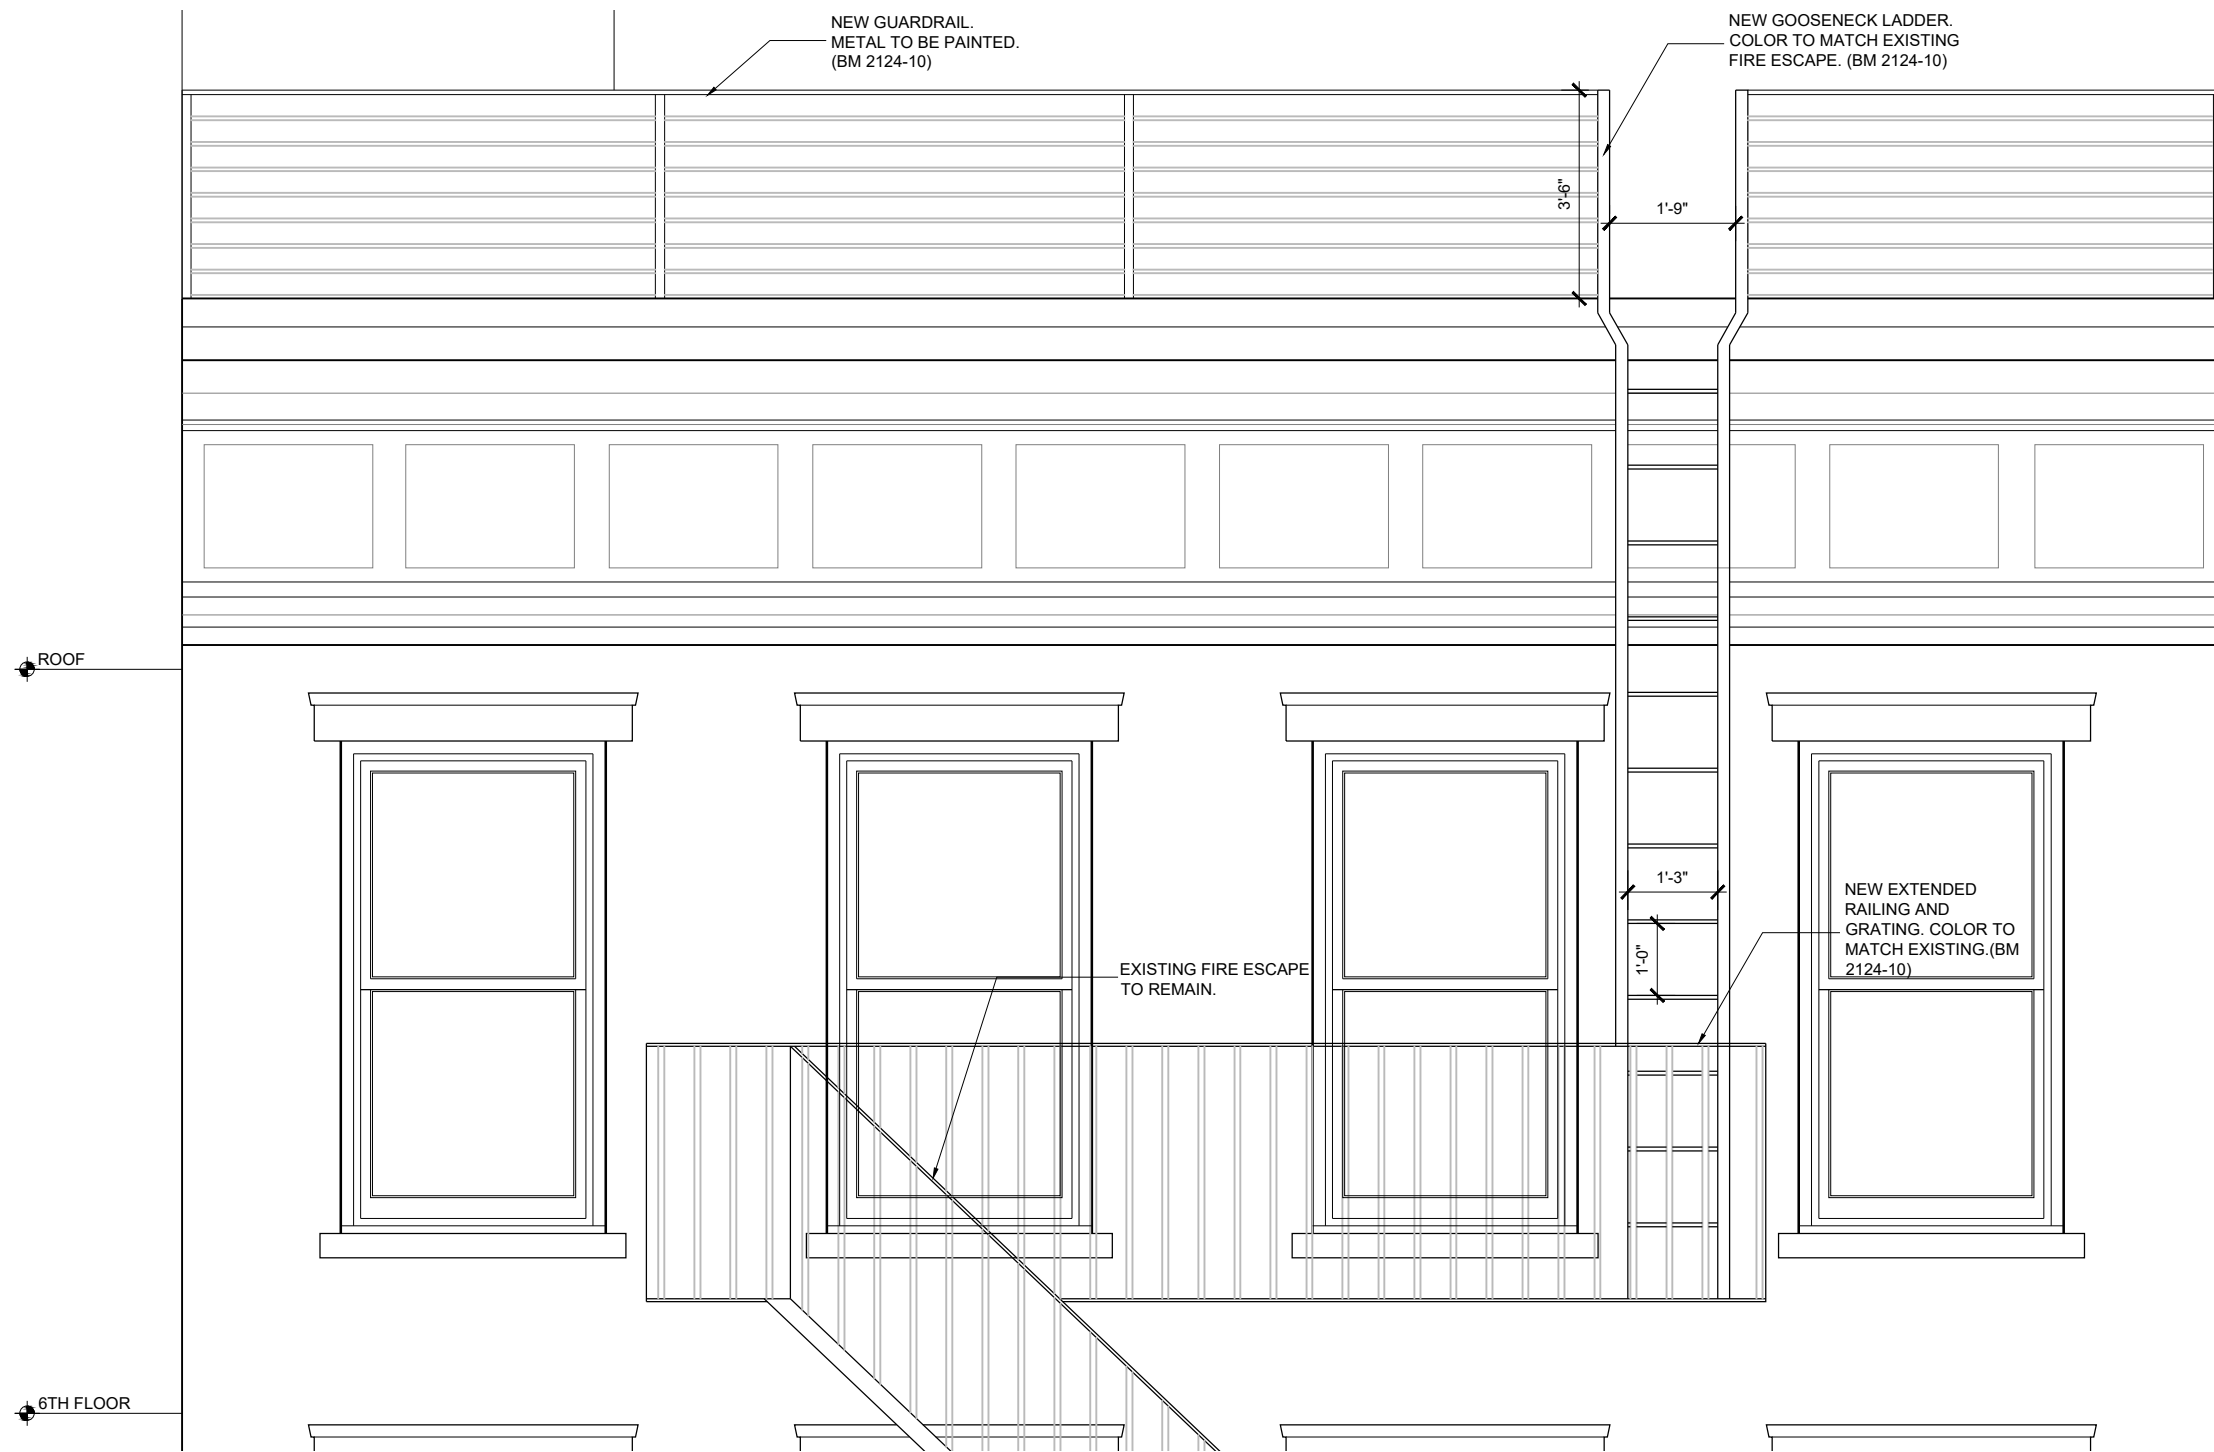 NEW GUARDRAIL.
METAL TO BE PAINTED.
(BM 2124-10)
NEW GOOSENECK LADDER.
COLOR TO MATCH EXISTING
FIRE ESCAPE. (BM 2124-10)
3'-6"
1'-9"
ROOF
1'-3"
NEW EXTENDED
RAILING AND
GRATING. COLOR TO
MATCH EXISTING.(BM
2124-10)
1'-0"
EXISTING FIRE ESCAPE
TO REMAIN.
6TH FLOOR